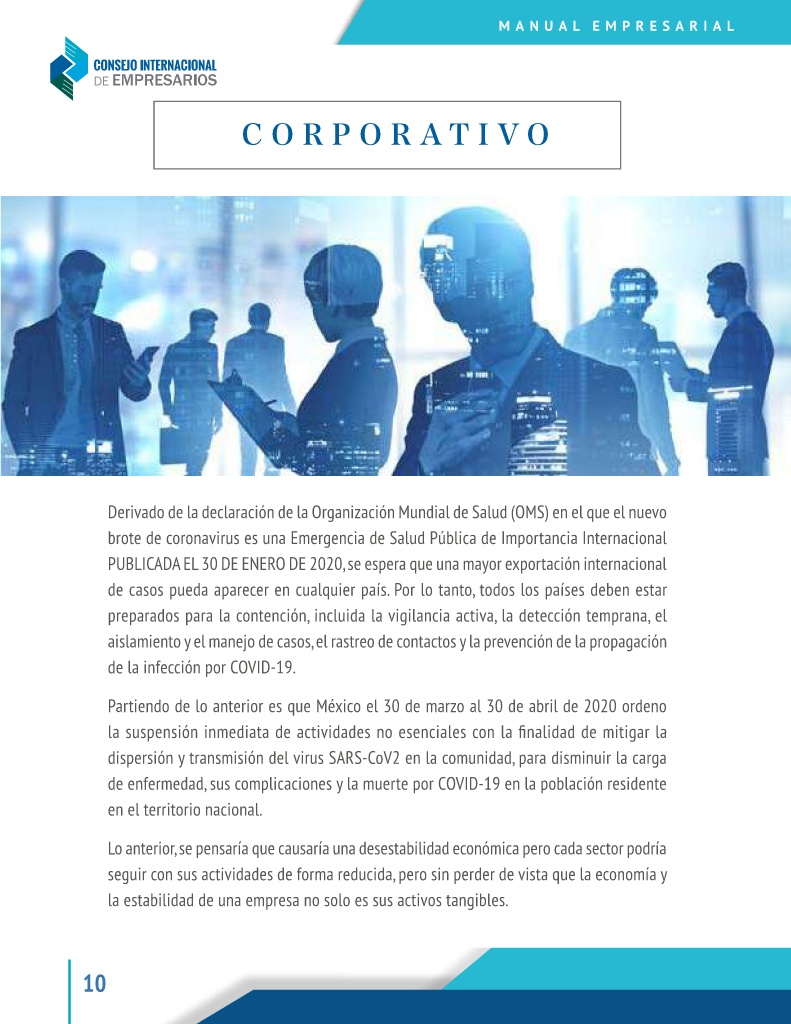 MANUAL EMPRESARIAL
CONSEJO INTERNACIONAL
DE EMPRESARIOS
CORPORATIVO
Derivado de la declaración de la Organización Mundial de Salud (OMS) en el que el nuevo
brote de coronavirus es una Emergencia de Salud Pública de Importancia Internacional
PUBLICADA EL 30 DE ENERO DE 2020, se espera que una mayor exportación internacional
de casos pueda aparecer en cualquier país. Por lo tanto, todos los países deben estar
preparados para la contención, incluida la vigilancia activa, la detección temprana, el
aislamiento y el manejo de casos, el rastreo de contactos y la prevención de la propagación
de la infección por COVID-19.
Partiendo de lo anterior es que México el 30 de marzo al 30 de abril de 2020 ordeno
la suspensión inmediata de actividades no esenciales con la finalidad de mitigar la
dispersión y transmisión del virus SARS-CoV2 en la comunidad, para disminuir la carga
de enfermedad, sus complicaciones y la muerte por COVID-19 en la población residente
en el territorio nacional.
Lo anterior, se pensaría que causaría una desestabilidad económica pero cada sector podría
seguir con sus actividades de forma reducida, pero sin perder de vista que la economía y
la estabilidad de una empresa no solo es sus activos tangibles.
10